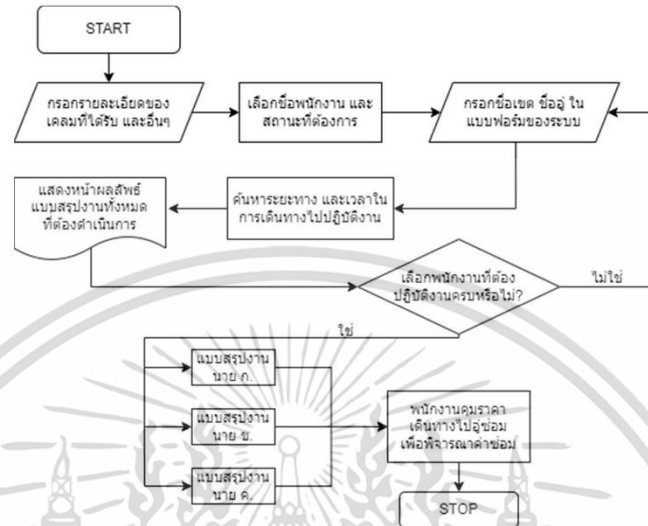 START
กรอกรายละเอียดของ
เคลมที่ได้รับ และอื่นๆ
เลือกชื่อพนักงาน และ
สถานะที่ต้องการ
กรอกชื่อเขต ชื่ออู่ ใน
แบบฟอร์มของระบบ
แสดงหน้าผลลัพธ์
แบบสรุปงานทั้งหมด
ที่ต้องดำเนินการ
ค้นหาระยะทาง และเวลาใน
การเดินทางไปปฏิบัติงาน
เลือกพนักงานที่ต้อง
ปฏิบัติงานครบหรือไม่?
ไม่ใช่
ใช่
แบบสรุปงาน
นาย ก.
แบบสรุปงาน
นาย ข.
แบบสรุปงาน
นาย ค.
พนักงานคุมราคา
เดินทางไปอู่ซ่อม
เพื่อพิจารณาค่าซ่อม
STOP